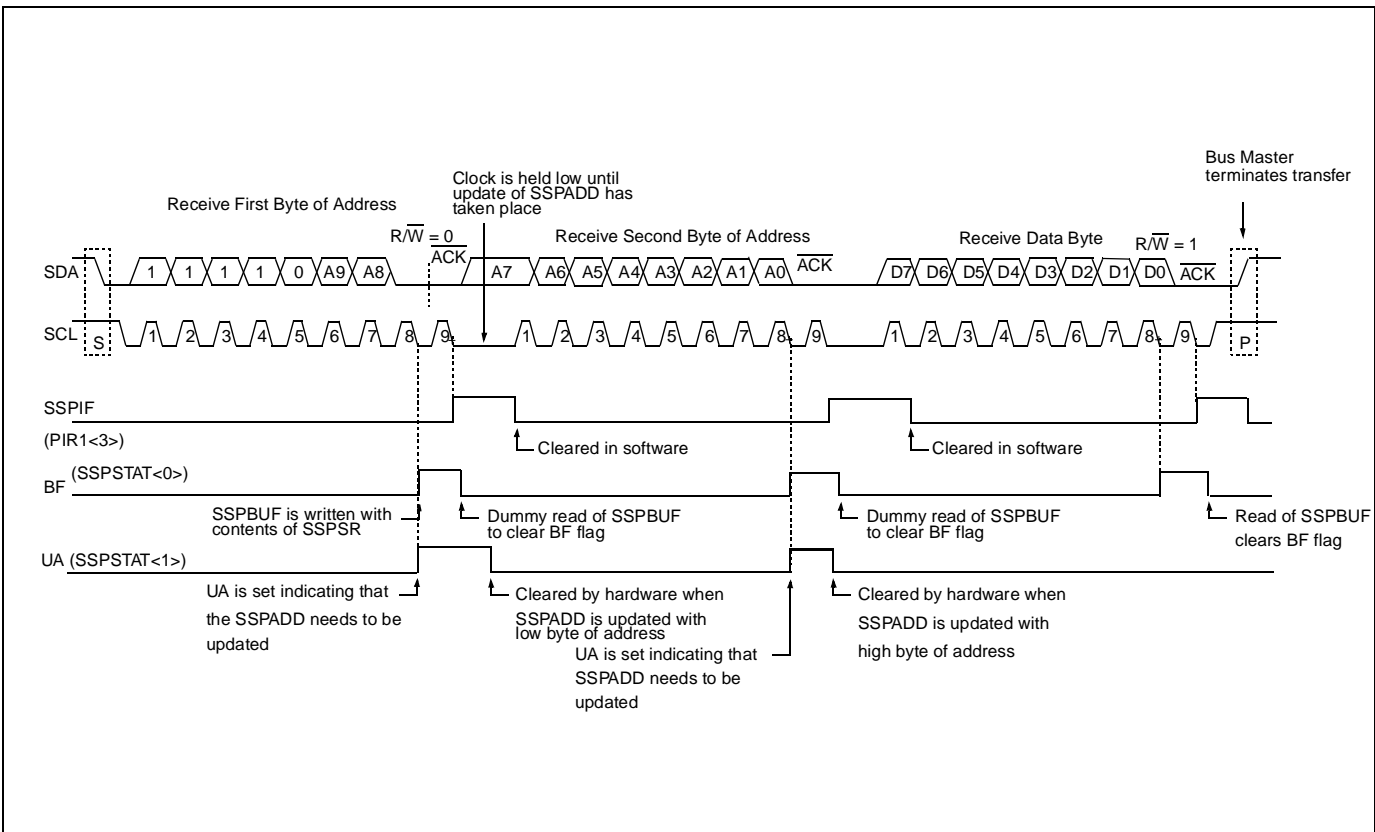 Bus Master
terminates transfer
Clock is held low until
update of SSPADD has
taken place
Receive First Byte of Address
R/W = 0
ACK
Receive Second Byte of Address
ACK
Receive Data Byte
R/W = 1
ACK
SDA
1 1 1 1 0 A9 A8 A7 A6 A5 A4 A3 A2 A1 A0 D7 D6 D5 D4 D3 D2 D1 D0
SCL
S 1 2 3 4 5 6 7 8 9 1 2 3 4 5 6 7 8 9 1 2 3 4 5 6 7 8 9 P
SSPIF
(PIR1<3>)
Cleared in software
Cleared in software
BF (SSPSTAT<0>)
SSPBUF is written with
contents of SSPSR
Dummy read of SSPBUF
to clear BF flag
Dummy read of SSPBUF
to clear BF flag
Read of SSPBUF
clears BF flag
UA (SSPSTAT<1>)
UA is set indicating that
the SSPADD needs to be
updated
Cleared by hardware when
SSPADD is updated with
low byte of address
UA is set indicating that
SSPADD needs to be
updated
Cleared by hardware when
SSPADD is updated with
high byte of address